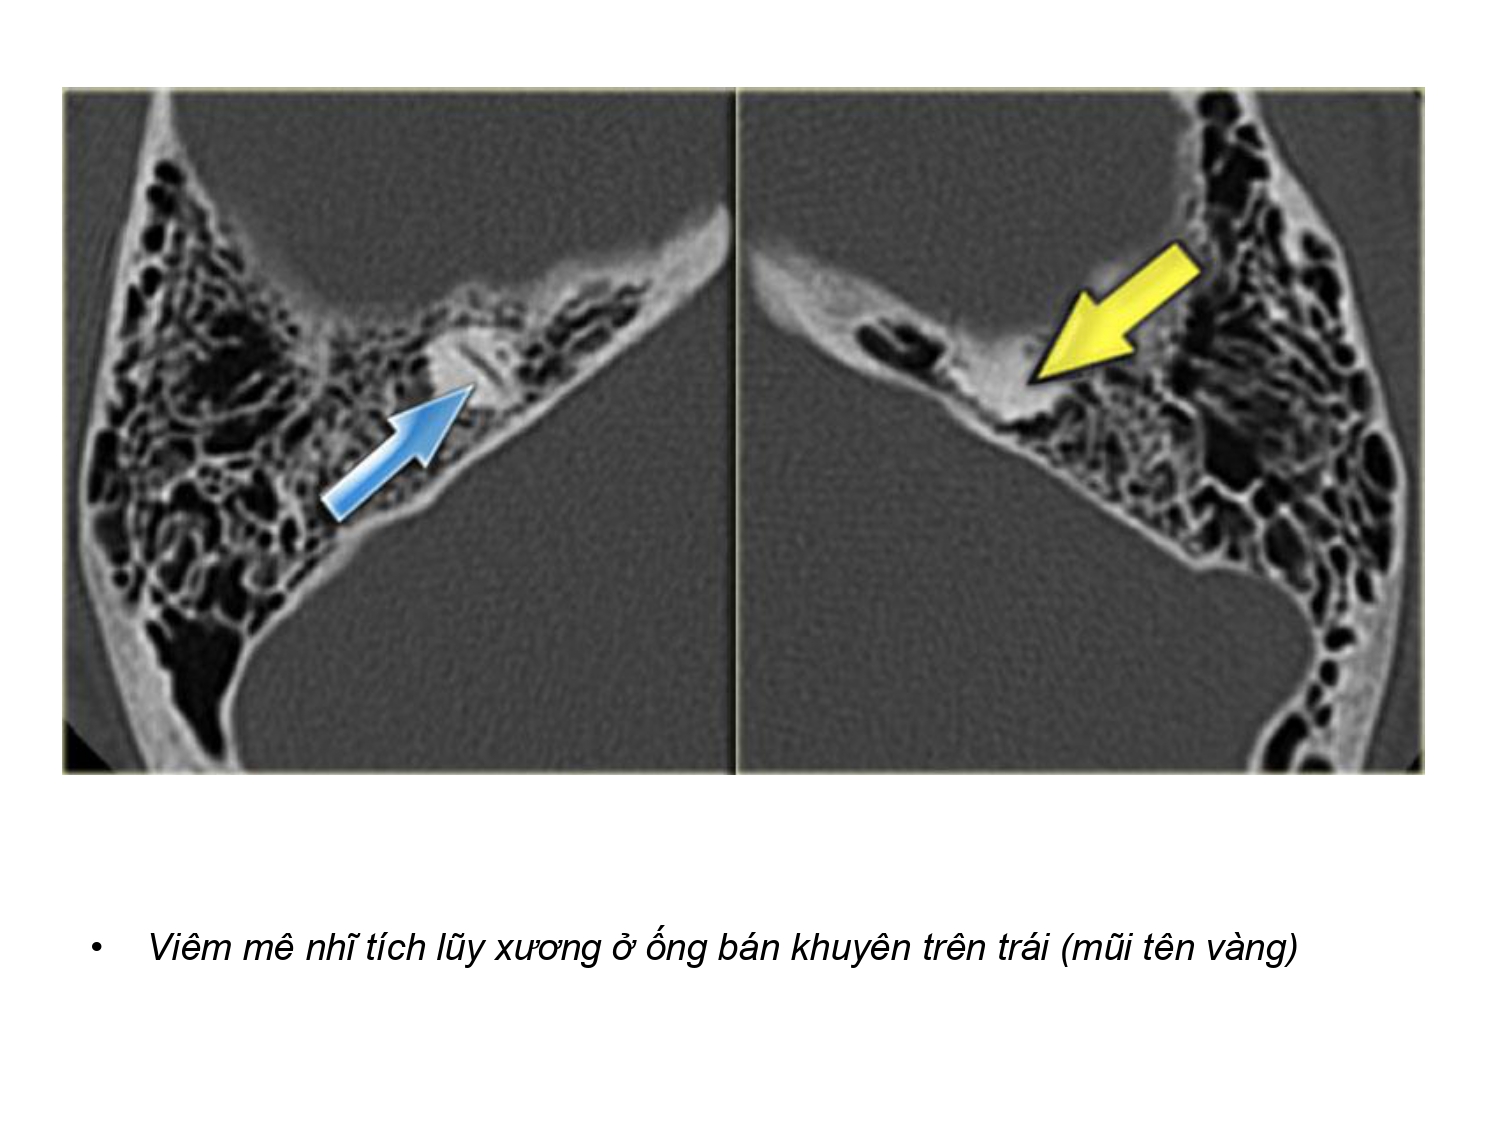 • Viêm mê nhĩ tích lũy xương ở ống bán khuyên trên trái (mũi tên vàng)